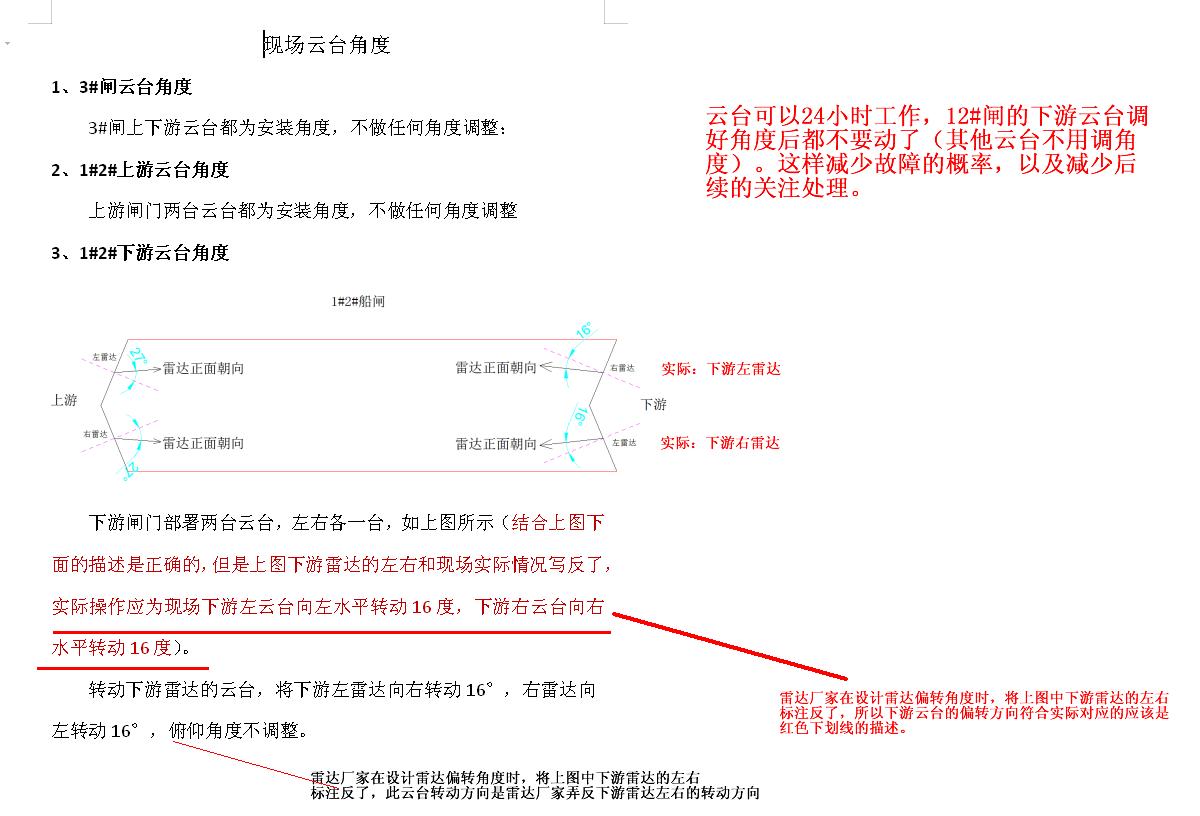 现场云台角度
1、3#闸云台角度
3#闸上下游云台都为安装角度，不做任何角度调整；
2、1#2#上游云台角度
上游闸门两台云台都为安装角度，不做任何角度调整
3、1#2#下游云台角度
云台可以24小时工作，12#闸的下游云台调
好角度后都不要动了（其他云台不用调角
度）。这样减少故障的概率，以及减少后
续的关注处理。
1#2#船闸
左雷达
27°
雷达正面朝向
雷达正面朝向
16°
右雷达
实际：下游左雷达
上游
下游
右雷达
27°
雷达正面朝向
雷达正面朝向
16°
左雷达
实际：下游右雷达
下游闸门部署两台云台，左右各一台，如上图所示（结合上图下
面的描述是正确的，但是上图下游雷达的左右和现场实际情况写反了，
实际操作应为现场下游左云台向左水平转动 16 度，下游右云台向右
水平转动 16 度）。
转动下游雷达的云台，将下游左雷达向右转动 16°，右雷达向
左转动 16°，俯仰角度不调整。
雷达厂家在设计雷达偏转角度时，将上图中下游雷达的左右
标注反了，所以下游云台的偏转方向符合实际对应的应该是
红色下划线的描述。
雷达厂家在设计雷达偏转角度时，将上图中下游雷达的左右
标注反了，此云台转动方向是雷达厂家弄反下游雷达左右的转动方向